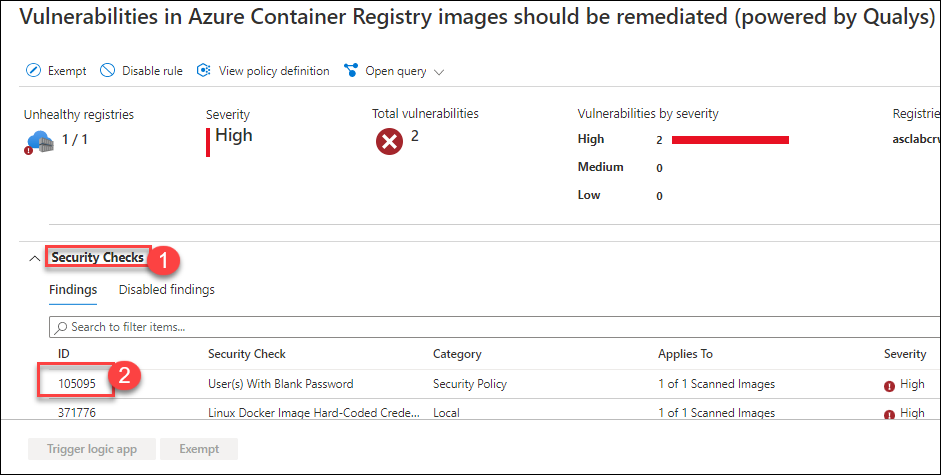 Vulnerabilities in Azure Container Registry images should be remediated (powered by Qualys)
Exempt Disable rule View policy definition Open query
Unhealthy registries Severity Total vulnerabilities Vulnerabilities by severity Registrie
1 / 1 High 2 High 2 asclabcrw
Medium 0
Low 0
Security Checks 1
Findings Disabled findings
Search to filter items...
ID Security Check Category Applies To Severity
105095 2 User(s) With Blank Password Security Policy 1 of 1 Scanned Images High
371776 Linux Docker Image Hard-Coded Crede... Local 1 of 1 Scanned Images High
Trigger logic app Exempt